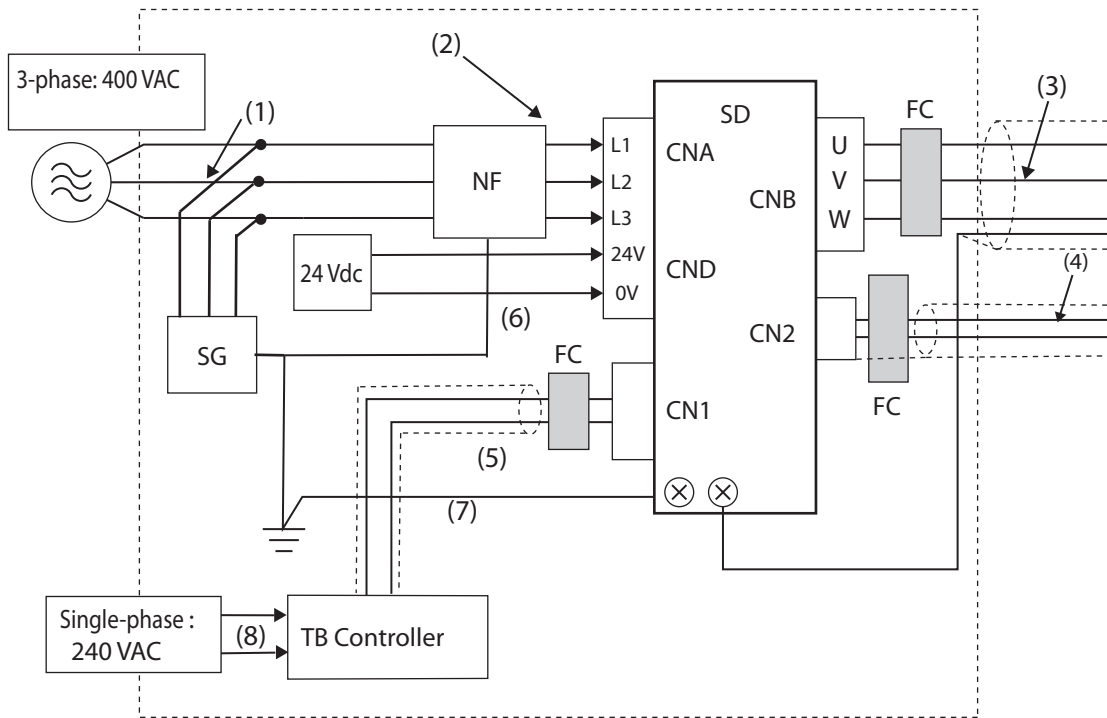 3-phase: 400 VAC
(1)
(2)
(3)
SD
FC
L1
CNA
U
NF
L2
V
CNB
L3
W
24 Vdc
24V
CND
0V
(4)
(6)
CN2
SG
FC
FC
CN1
(5)
(7)
Single-phase :
240 VAC
(8)
TB Controller